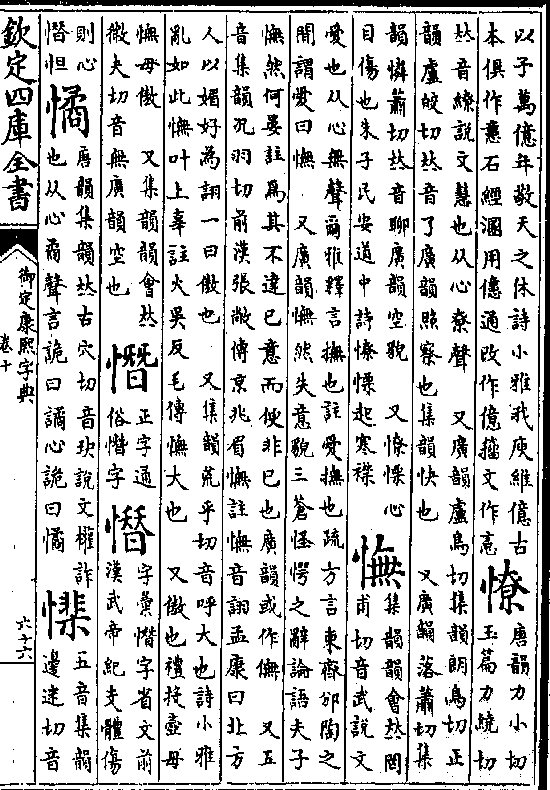 以予萬億年敬天之休詩小雅我庾維億古
本俱作𢡃石經溷用億通攺作億籒文作
憭
唐韻力小切
玉篇力繞切
𠀤音繚說文慧也从心尞聲 又廣韻盧鳥切集韻朗鳥切正
韻盧皎切𠀤音了廣韻照察也集韻快也 又廣韻落蕭切集
韻憐蕭切𠀤音聊廣韻空貌 又憭慄心
目傷也朱子民安道中詩憭慄起寒襟
憮
集韻韻會𠀤罔
甫切音武說文
愛也从心無聲爾雅釋言憮也註愛撫也疏方言東齊邠陶之
間謂愛曰憮 又廣韻憮然失意貌三蒼怪愕之辭論語夫子
憮然何晏註爲其不達已意而便非已也廣韻或作 又五
音集韻況羽切前漢張敞傳京兆眉憮註憮音詡孟康曰北方
人以媚好為詡一曰傲也 又集韻荒乎切音呼大也詩小雅
亂如此憮叶上辜註火吳反毛傳憮大也 又傲也禮投壺毋
憮毋傲 又集韻韻會𠀤
微夫切音無廣韻空也
正字通
俗憯字
字彙憯字省文前
漢武帝紀支體傷
則心
憯怛
憰
唐韻集韻𠀤古穴切音玦說文權詐
也从心矞聲言詭曰譎心詭曰憰
五音集韻
邊迷切音
欽定四庫全書
御定康熙字典
卷十
六十六